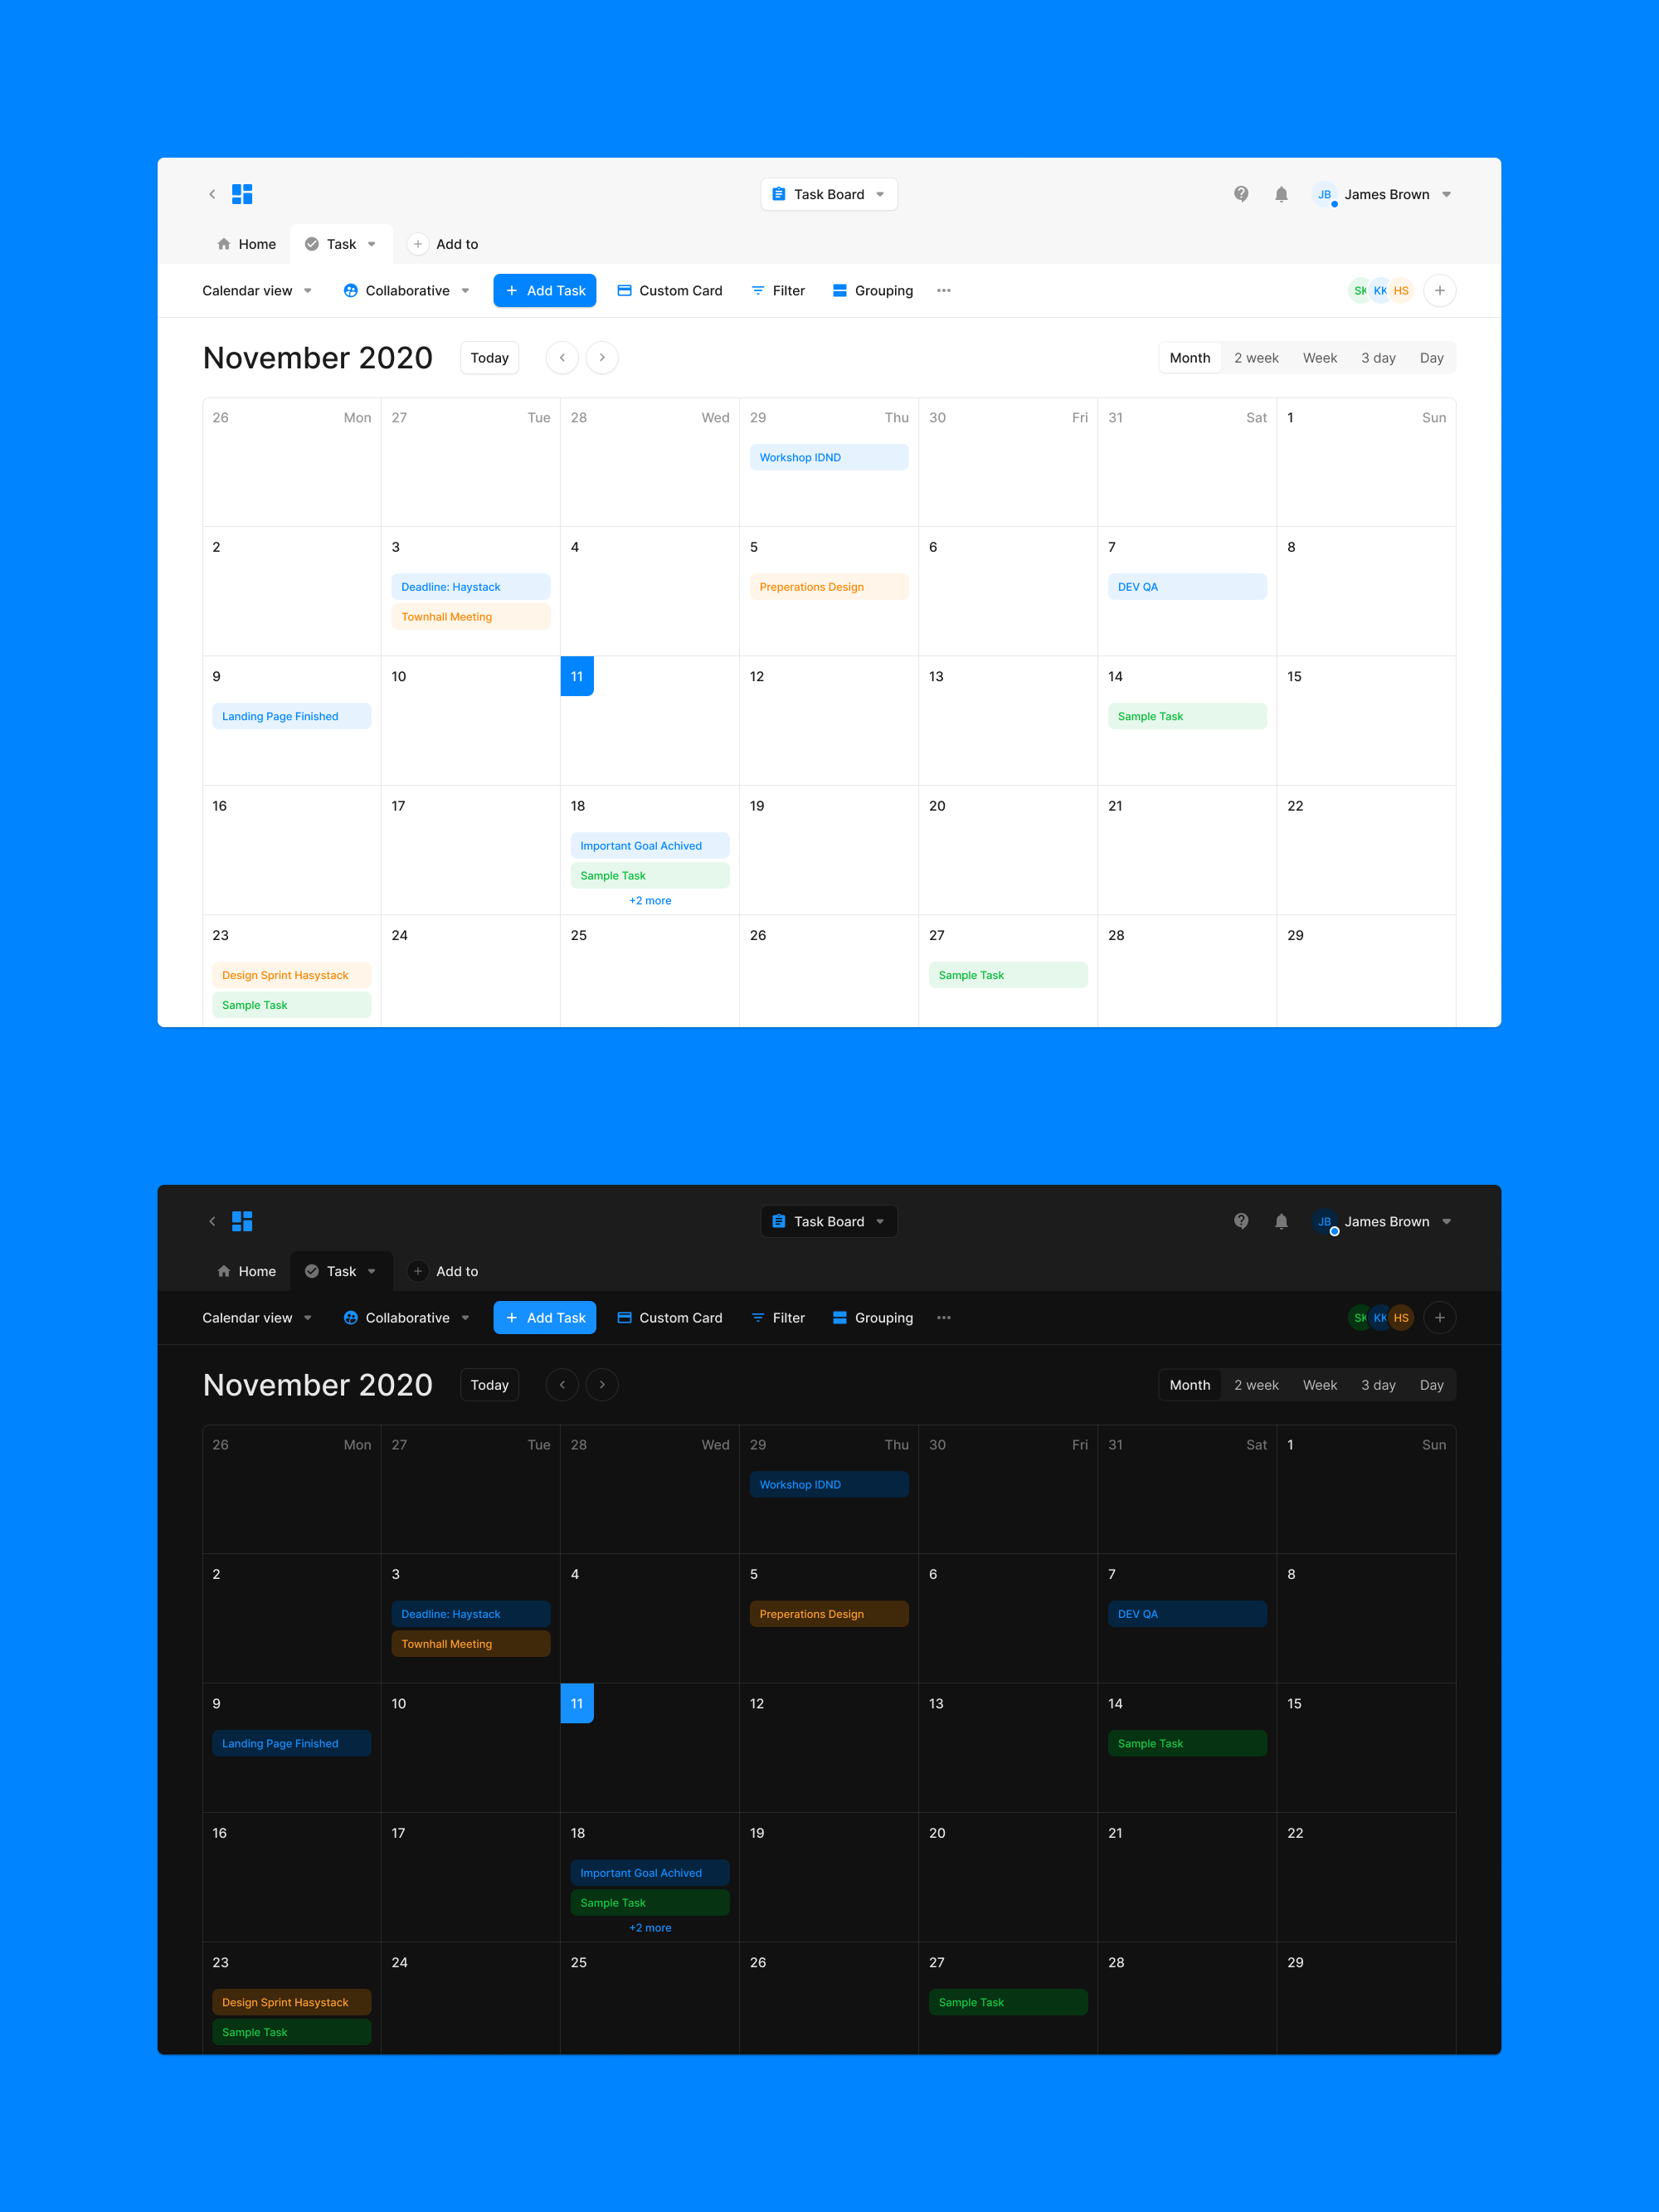 Task Board
JB James Brown
Home Task Add to
Calendar view Collaborative Add Task Custom Card Filter Grouping SK KK HS
November 2020 Today Month 2 week Week 3 day Day
26 Mon 27 Tue 28 Wed 29 Thu 30 Fri 31 Sat 1 Sun
Workshop IDND
2 3 4 5 6 7 8
Deadline: Haystack Preperations Design DEV QA
Townhall Meeting
9 10 11 12 13 14 15
Landing Page Finished Sample Task
16 17 18 19 20 21 22
Important Goal Achived
Sample Task
+2 more
23 24 25 26 27 28 29
Design Sprint Hasystack Sample Task
Sample Task
Task Board
JB James Brown
Home Task Add to
Calendar view Collaborative Add Task Custom Card Filter Grouping SK KK HS
November 2020 Today Month 2 week Week 3 day Day
26 Mon 27 Tue 28 Wed 29 Thu 30 Fri 31 Sat 1 Sun
Workshop IDND
2 3 4 5 6 7 8
Deadline: Haystack Preperations Design DEV QA
Townhall Meeting
9 10 11 12 13 14 15
Landing Page Finished Sample Task
16 17 18 19 20 21 22
Important Goal Achived
Sample Task
+2 more
23 24 25 26 27 28 29
Design Sprint Hasystack Sample Task
Sample Task